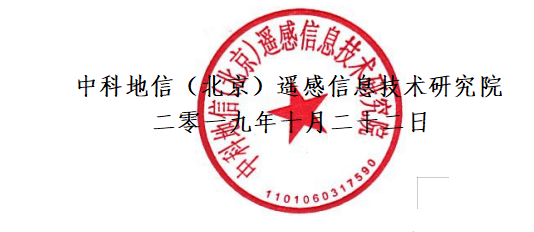 中科地信（北京）遥感信息技术研究院
二零一九年十月二十二日
中科地信(北京)遥感信息技术研究院
1101060317590